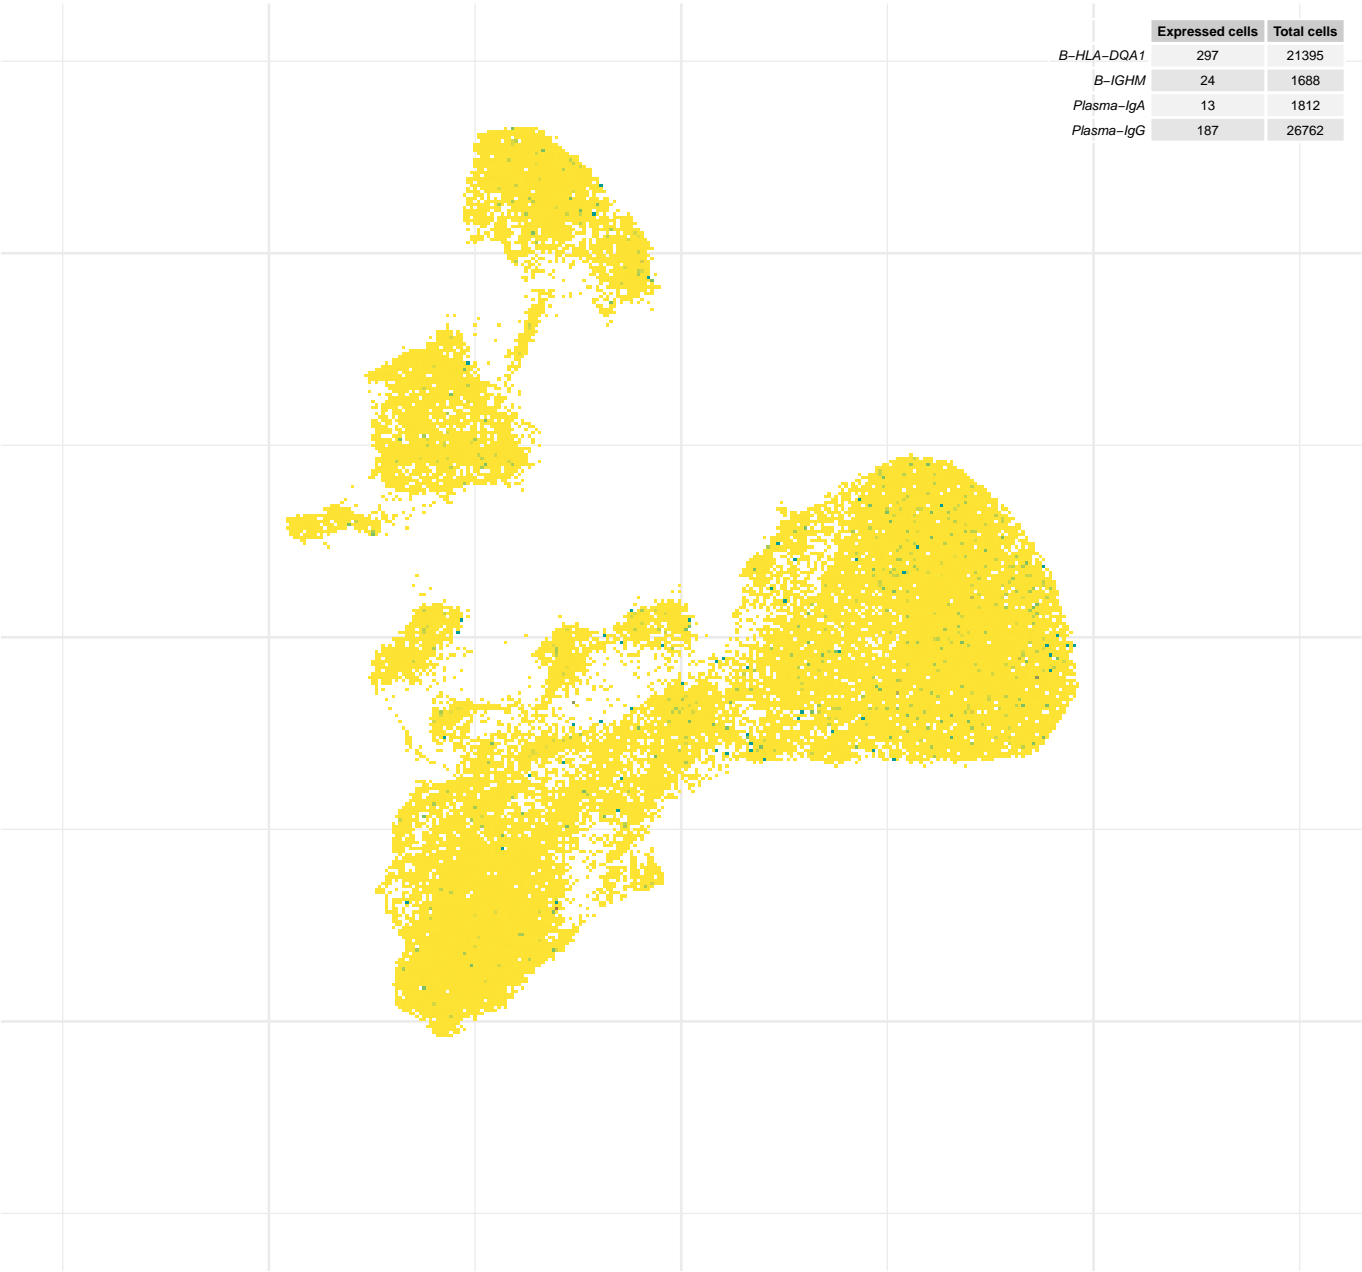 Expressed cells Total cells
B−HLA−DQA1 297 21395
B−IGHM 24 1688
Plasma−IgA 13 1812
Plasma−IgG 187 26762